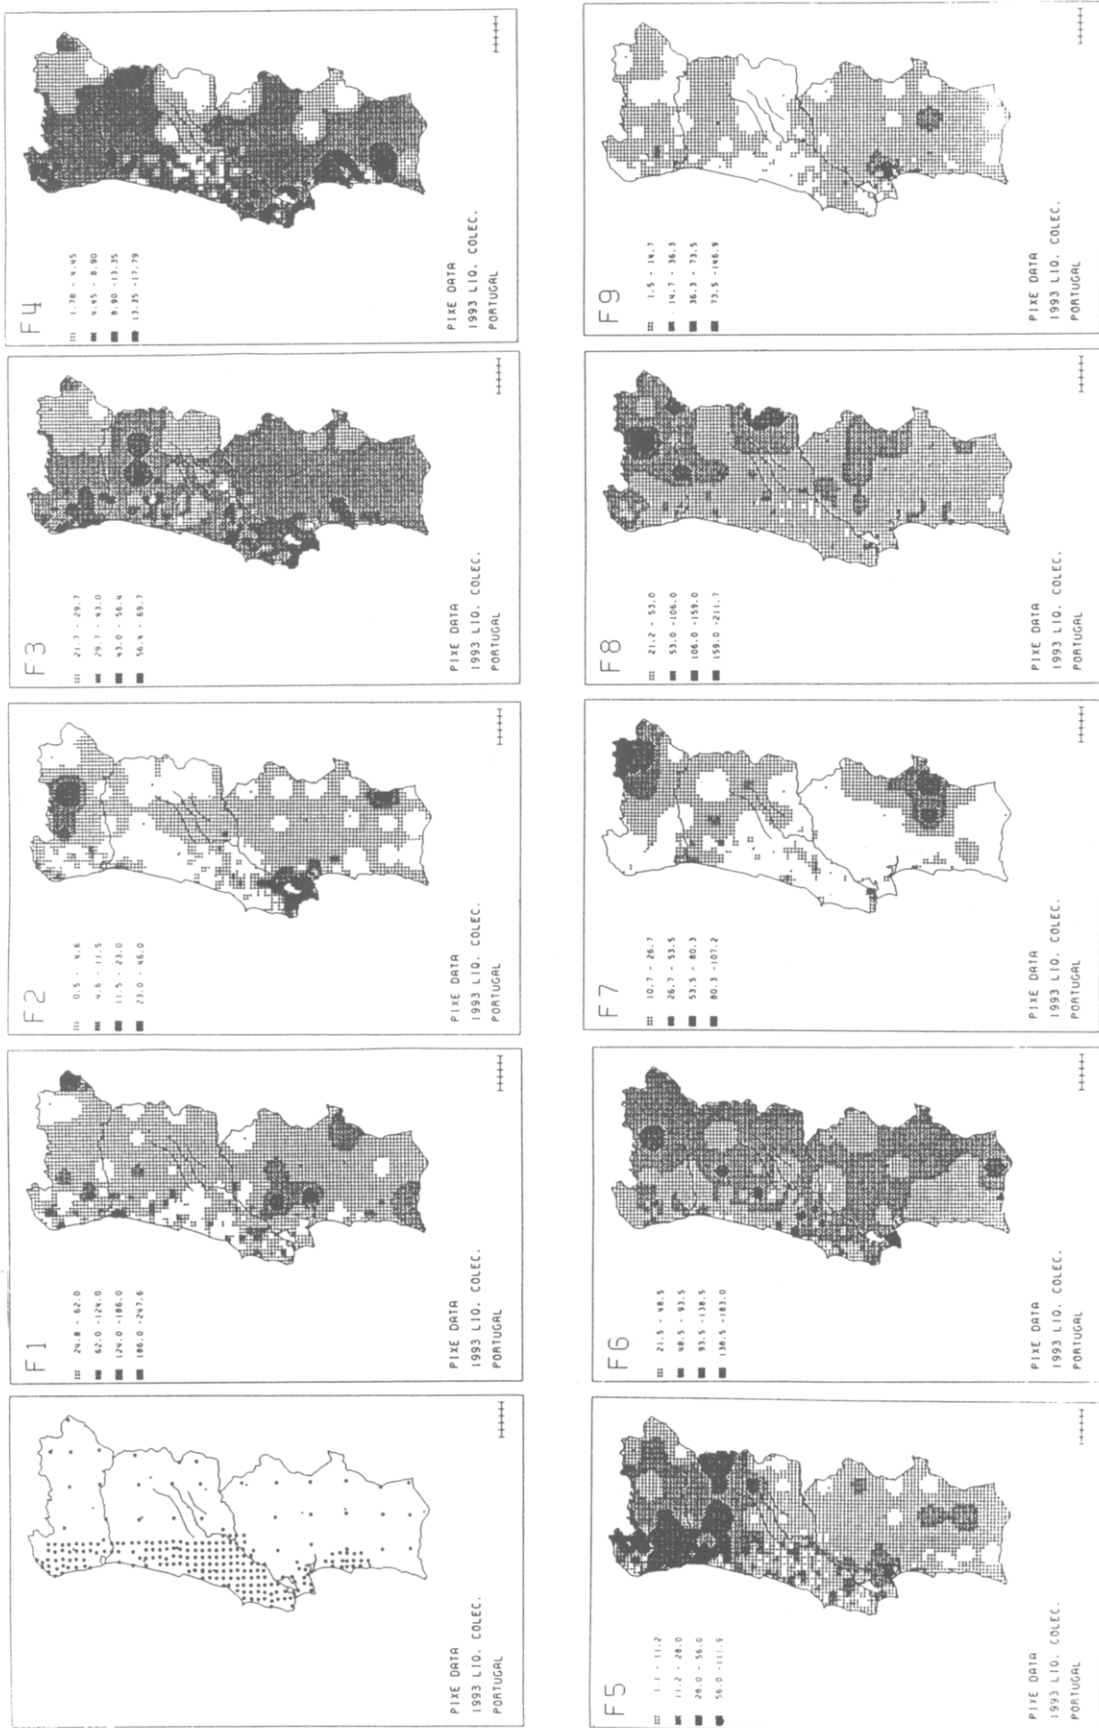 F4
1.78 - 4.45
4.45 - 8.90
8.90 -13.35
13.35 -17.79
PIXE DATA
1993 LIQ. COLEC.
PORTUGAL
F9
1.5 - 14.7
14.7 - 36.3
36.3 - 73.5
73.5 -146.9
PIXE DATA
1993 LIQ. COLEC.
PORTUGAL
F3
21.7 - 29.7
29.7 - 43.0
43.0 - 56.4
56.4 - 69.7
PIXE DATA
1993 LIQ. COLEC.
PORTUGAL
F8
21.2 - 53.0
53.0 -106.0
106.0 -159.0
159.0 -211.7
PIXE DATA
1993 LIQ. COLEC.
PORTUGAL
F2
0.5 - 4.6
4.6 - 11.5
11.5 - 23.0
23.0 - 46.0
PIXE DATA
1993 LIQ. COLEC.
PORTUGAL
F7
10.7 - 26.7
26.7 - 53.5
53.5 - 80.3
80.3 -107.2
PIXE DATA
1993 LIQ. COLEC.
PORTUGAL
F1
24.8 - 62.0
62.0 -124.0
124.0 -186.0
186.0 -247.6
PIXE DATA
1993 LIQ. COLEC.
PORTUGAL
F6
21.5 - 48.5
48.5 - 93.5
93.5 -138.5
138.5 -183.0
PIXE DATA
1993 LIQ. COLEC.
PORTUGAL
PIXE DATA
1993 LIQ. COLEC.
PORTUGAL
F5
1.1 - 11.2
11.2 - 28.0
28.0 - 56.0
56.0 -111.5
PIXE DATA
1993 LIQ. COLEC.
PORTUGAL